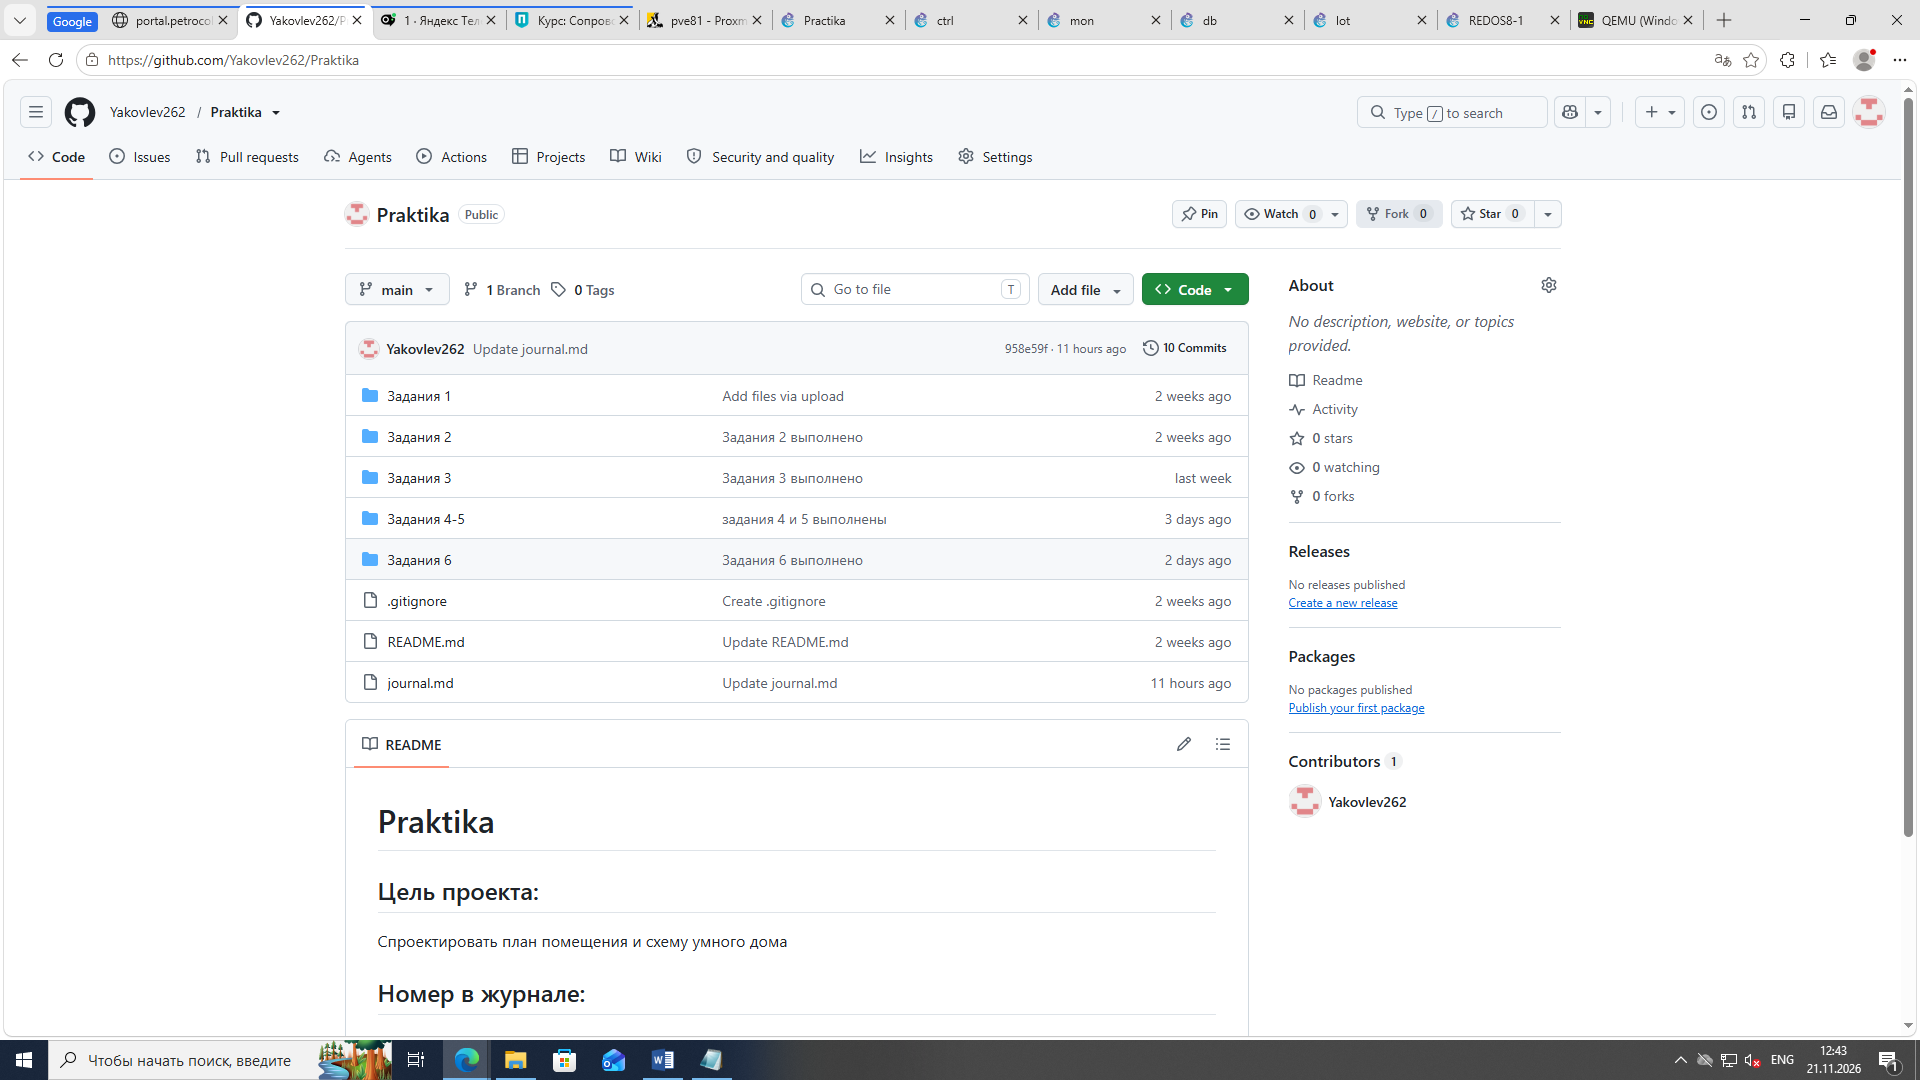 Google
portal.petrocol
Yakovlev262/P
1 · Яндекс Тел
Курс: Сопрово
pve81 - Proxm
Practika
ctrl
mon
db
lot
REDOS8-1
QEMU (Windo
https://github.com/Yakovlev262/Praktika
Yakovlev262 / Praktika
Type / to search
Code
Issues
Pull requests
Agents
Actions
Projects
Wiki
Security and quality
Insights
Settings
Praktika Public
Pin
Watch 0
Fork 0
Star 0
main
1 Branch
0 Tags
Go to file T
Add file
Code
Yakovlev262 Update journal.md 958e59f · 11 hours ago 10 Commits
Задания 1 Add files via upload 2 weeks ago
Задания 2 Задания 2 выполнено 2 weeks ago
Задания 3 Задания 3 выполнено last week
Задания 4-5 задания 4 и 5 выполнены 3 days ago
Задания 6 Задания 6 выполнено 2 days ago
.gitignore Create .gitignore 2 weeks ago
README.md Update README.md 2 weeks ago
journal.md Update journal.md 11 hours ago
README
Praktika
Цель проекта:
Спроектировать план помещения и схему умного дома
Номер в журнале:
About
No description, website, or topics
provided.
Readme
Activity
0 stars
0 watching
0 forks
Releases
No releases published
Create a new release
Packages
No packages published
Publish your first package
Contributors 1
Yakovlev262
Чтобы начать поиск, введите
ENG
12:43
21.11.2026
1